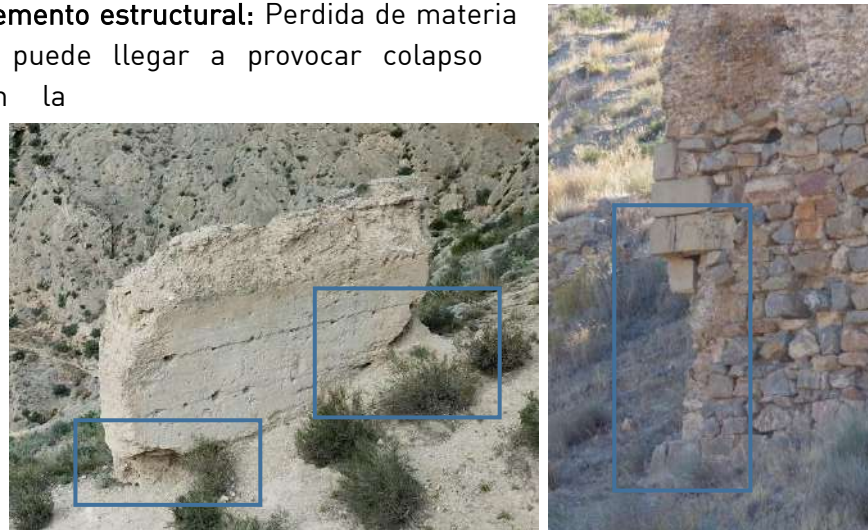 emento estructural: Perdida de materia
puede llegar a provocar colapso
la